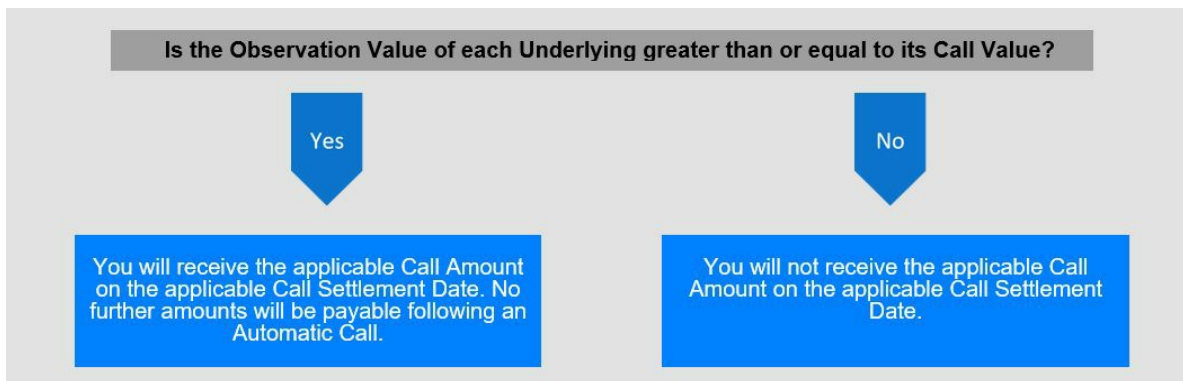 Is the Observation Value of each Underlying greater than or equal to its Call Value?
Yes
No
You will receive the applicable Call Amount
on the applicable Call Settlement Date. No
further amounts will be payable following an
Automatic Call.
You will not receive the applicable Call
Amount on the applicable Call Settlement
Date.